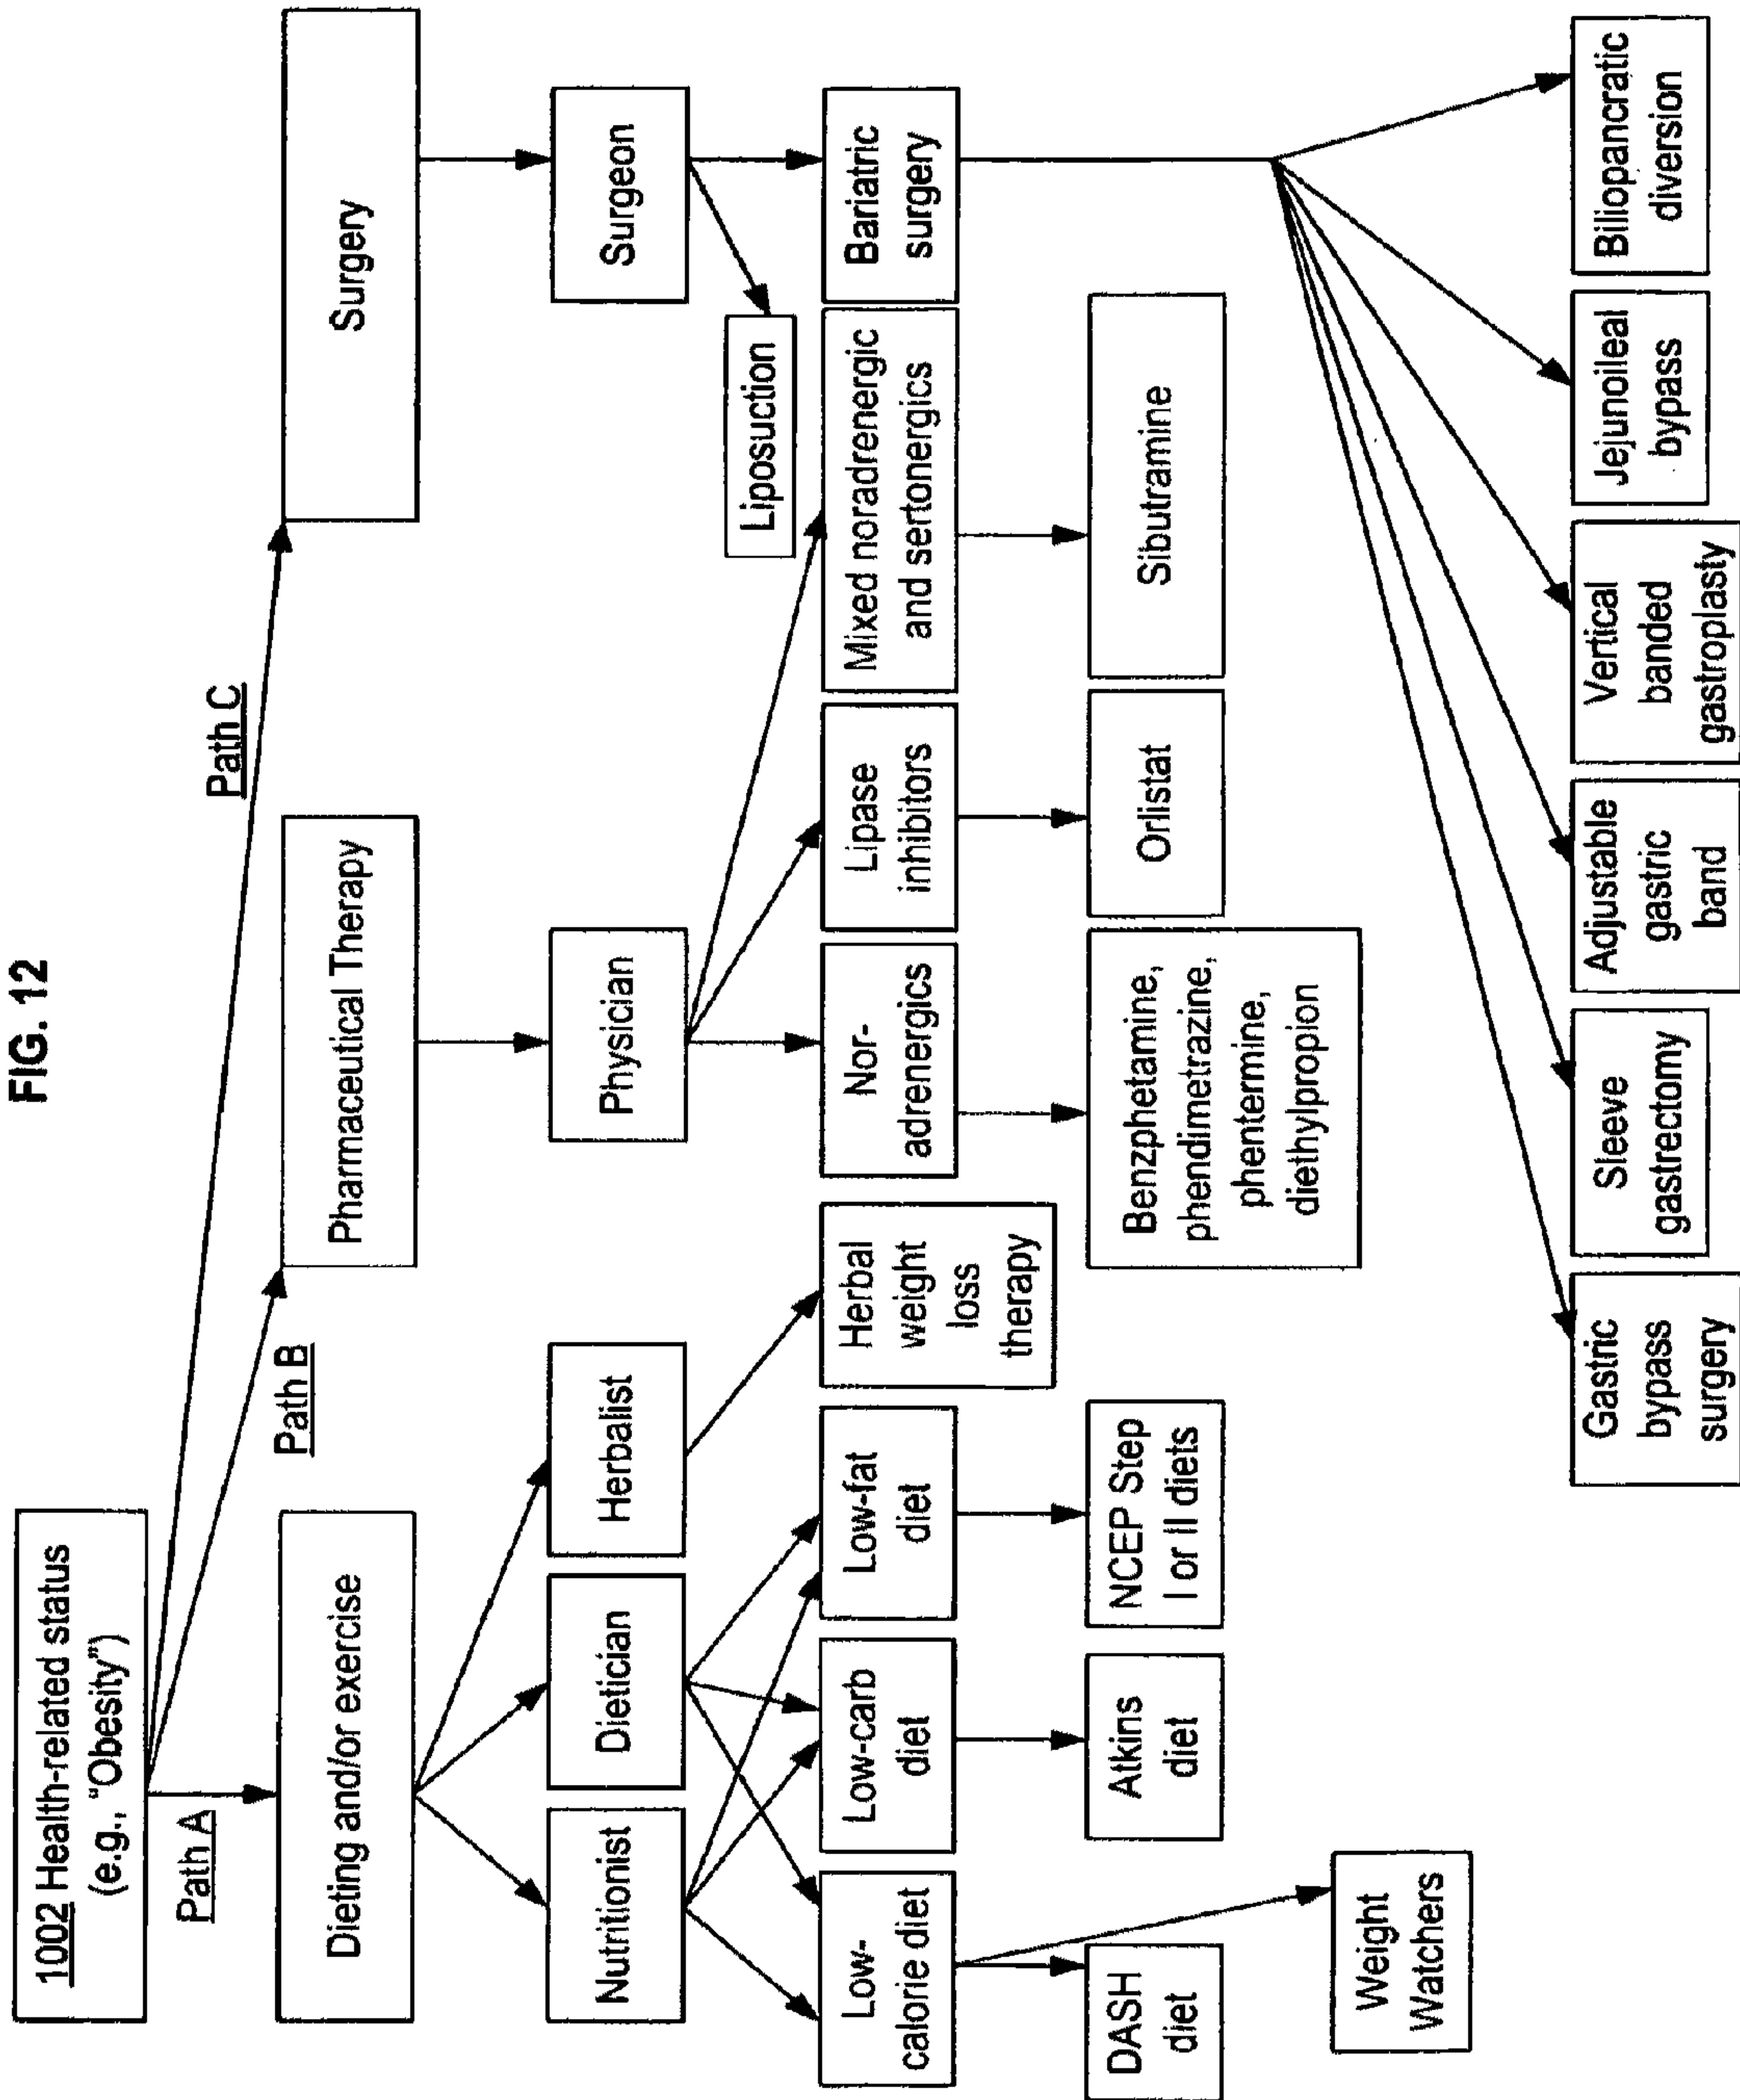 FIG. 12
1002 Health-related status
(e.g., "Obesity")
Path A
Path B
Path C
Dieting and/or exercise
Pharmaceutical Therapy
Surgery
Nutritionist
Dietician
Herbalist
Physician
Surgeon
Liposuction
Low-
calorie diet
Low-carb
diet
Low-fat
diet
Herbal
weight
loss
therapy
Nor-
adrenergics
Lipase
inhibitors
Mixed noradrenergic
and sertonergics
Bariatric
surgery
DASH
diet
Atkins
diet
NCEP Step
I or II diets
Benzphetamine,
phendimetrazine,
phentermine,
diethylpropion
Orlistat
Sibutramine
Weight
Watchers
Gastric
bypass
surgery
Sleeve
gastrectomy
Adjustable
gastric
band
Vertical
banded
gastroplasty
Jejunoileal
bypass
Biliopancratic
diversion